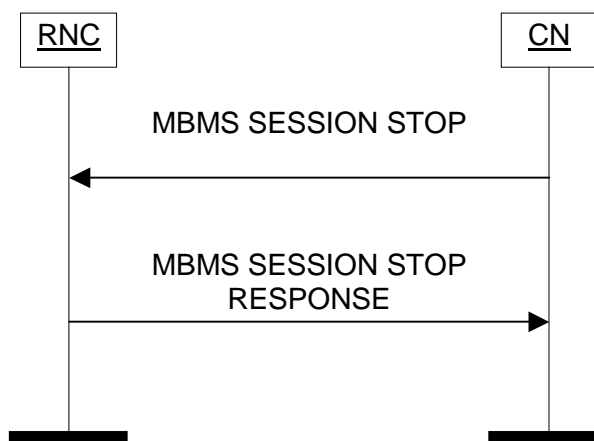 RNC
CN
MBMS SESSION STOP
MBMS SESSION STOP
RESPONSE